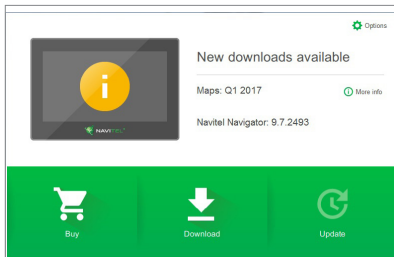 Options
New downloads available
Maps: Q1 2017
More info
Navitel Navigator: 9.7.2493
NAVITEL
Buy
Download
Update